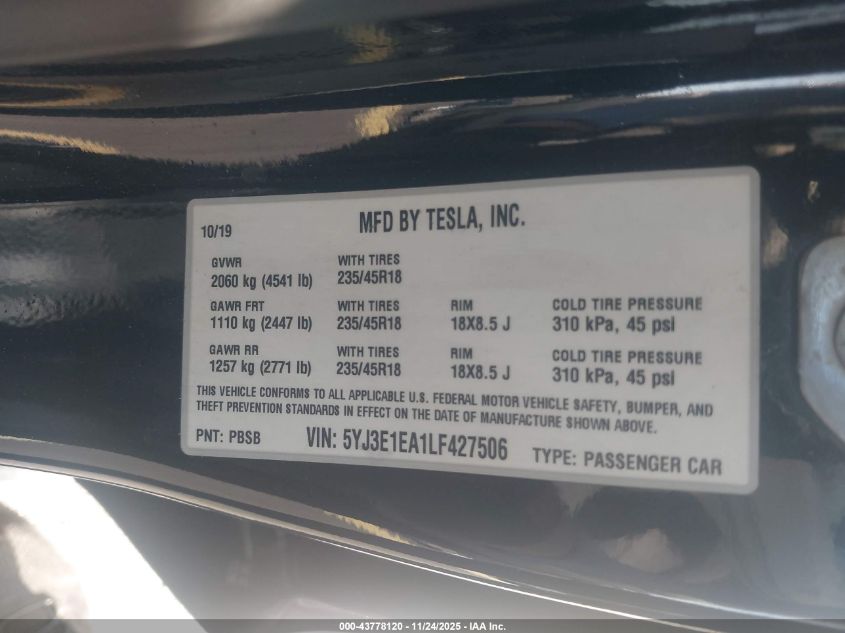 10/19 MFD BY TESLA, INC.
GVWR WITH TIRES
2060 kg (4541 lb) 235/45R18
GAWR FRT WITH TIRES RIM COLD TIRE PRESSURE
1110 kg (2447 lb) 235/45R18 18X8.5 J 310 kPa, 45 psi
GAWR RR WITH TIRES RIM COLD TIRE PRESSURE
1257 kg (2771 lb) 235/45R18 18X8.5 J 310 kPa, 45 psi
THIS VEHICLE CONFORMS TO ALL APPLICABLE U.S. FEDERAL MOTOR VEHICLE SAFETY, BUMPER, AND
THEFT PREVENTION STANDARDS IN EFFECT ON THE DATE OF MANUFACTURE SHOWN ABOVE.
PNT: PBSB VIN: 5YJ3E1EA1LF427506 TYPE: PASSENGER CAR
000-43778120 - 11/24/2025 - IAA Inc.